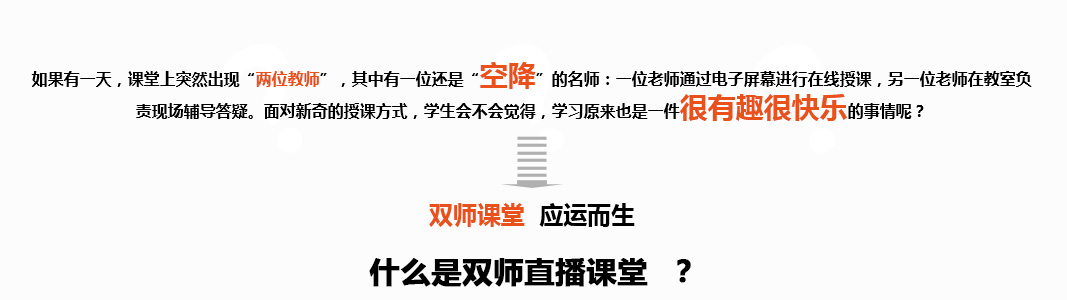 如果有一天，课堂上突然出现“两位教师”，其中有一位还是“空降”的名师：一位老师通过电子屏幕进行在线授课，另一位老师在教室负
责现场辅导答疑。面对新奇的授课方式，学生会不会觉得，学习原来也是一件很有趣很快乐的事情呢？
双师课堂 应运而生
什么是双师直播课堂 ？